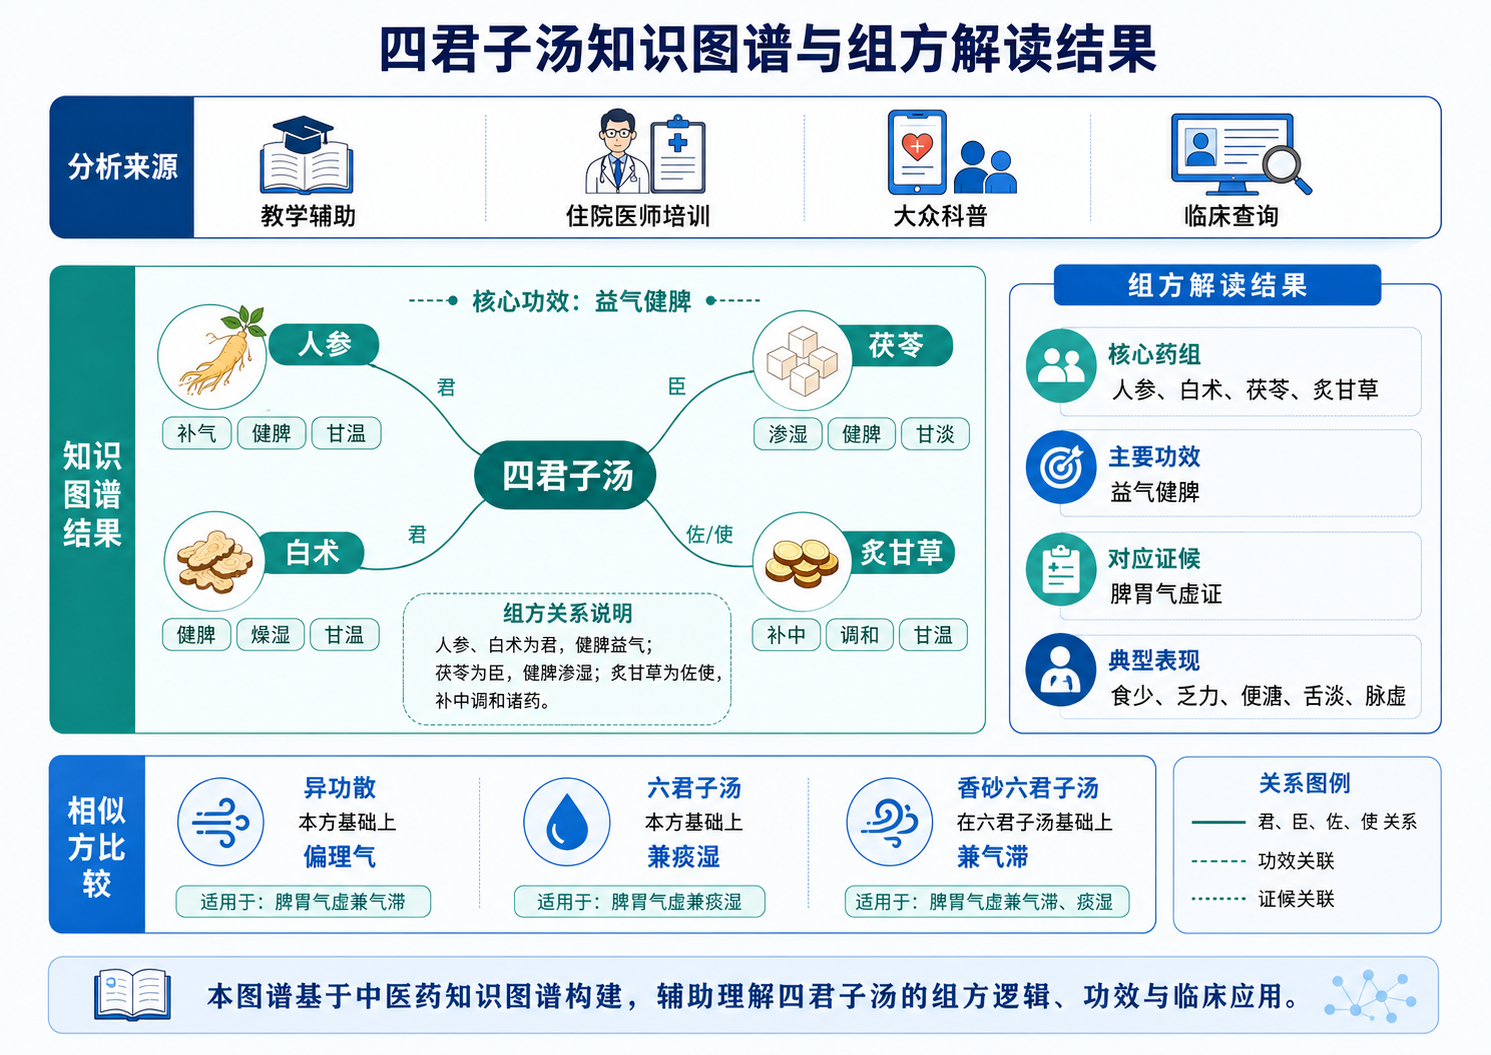 四君子汤知识图谱与组方解读结果
分析来源
教学辅助
住院医师培训
大众科普
临床查询
知识
图谱
结果
核心功效：益气健脾
人参
君
补气
健脾
甘温
茯苓
臣
渗湿
健脾
甘淡
四君子汤
白术
君
健脾
燥湿
甘温
炙甘草
佐/使
补中
调和
甘温
组方关系说明
人参、白术为君，健脾益气；
茯苓为臣，健脾渗湿；炙甘草为佐使，
补中调和诸药。
组方解读结果
核心药组
人参、白术、茯苓、炙甘草
主要功效
益气健脾
对应证候
脾胃气虚证
典型表现
食少、乏力、便溏、舌淡、脉虚
相似
方比
较
异功散
本方基础上
偏理气
适用于：脾胃气虚兼气滞
六君子汤
本方基础上
兼痰湿
适用于：脾胃气虚兼痰湿
香砂六君子汤
在六君子汤基础上
兼气滞
适用于：脾胃气虚兼气滞、痰湿
关系图例
君、臣、佐、使 关系
功效关联
证候关联
本图谱基于中医药知识图谱构建，辅助理解四君子汤的组方逻辑、功效与临床应用。